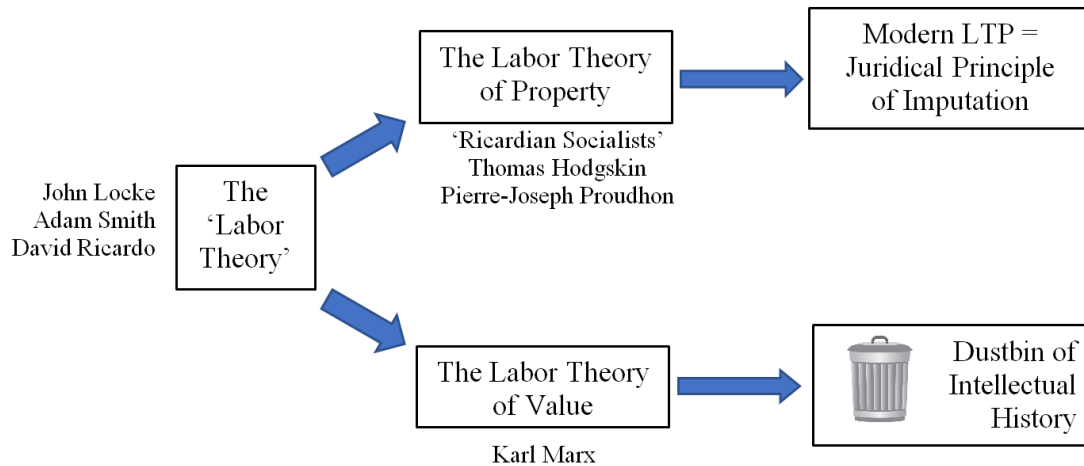 John Locke
Adam Smith
David Ricardo
The
‘Labor
Theory’
The Labor Theory
of Property
‘Ricardian Socialists’
Thomas Hodgskin
Pierre-Joseph Proudhon
Modern LTP =
Juridical Principle
of Imputation
The Labor Theory
of Value
Karl Marx
Dustbin of
Intellectual
History